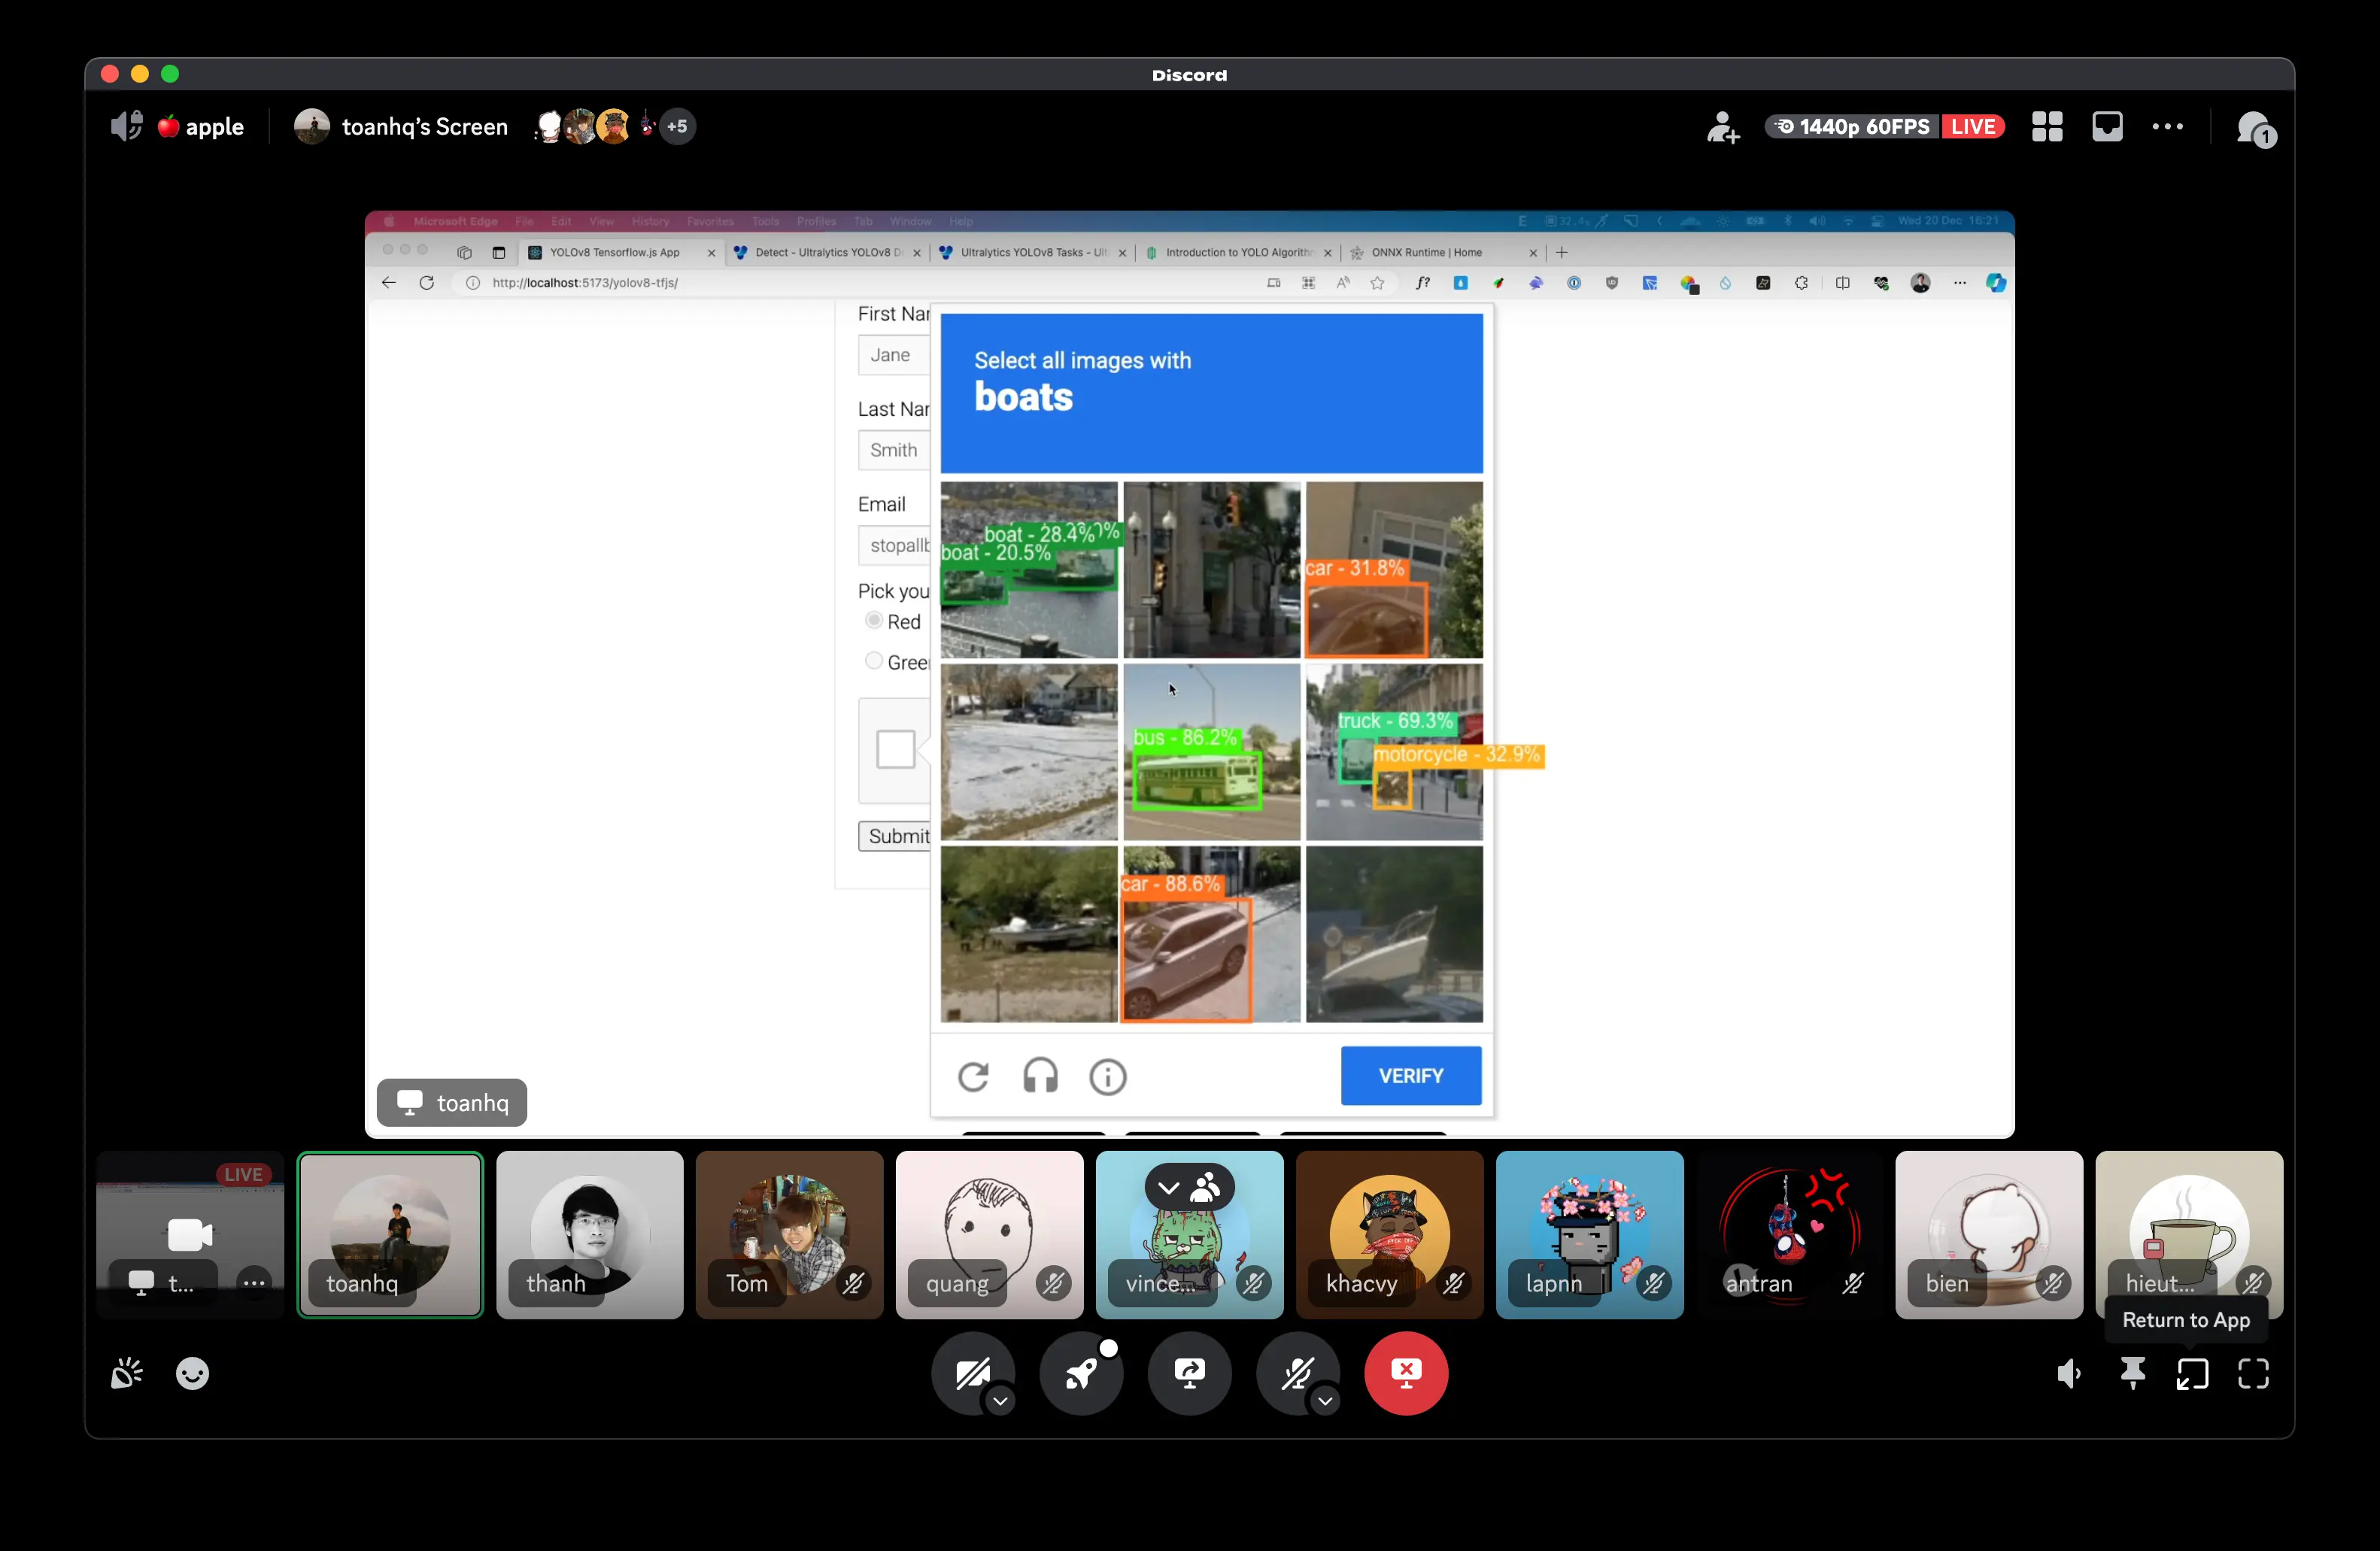 Discord
apple
toanhq's Screen
+5
1440p 60FPS
LIVE
1
Microsoft Edge File Edit View History Favorites Tools Profiles Tab Window Help
Wed 20 Dec 16:21
YOLOv8 Tensorflow.js App
Detect - Ultralytics YOLOv8 D
Ultralytics YOLOv8 Tasks - Ult
Introduction to YOLO Algorith
ONNX Runtime | Home
http://localhost:5173/yolov8-tfjs/
First Nar
Jane
Last Nar
Smith
Email
stopallb
Pick you
Red
Gree
Submit
Select all images with
boats
boat - 28.4%
boat - 20.5%
car - 31.8%
bus - 86.2%
truck - 69.3%
motorcycle - 32.9%
car - 88.6%
VERIFY
toanhq
LIVE
t...
toanhq
thanh
Tom
quang
vince...
khacvy
lapnn
antran
bien
hieut...
Return to App